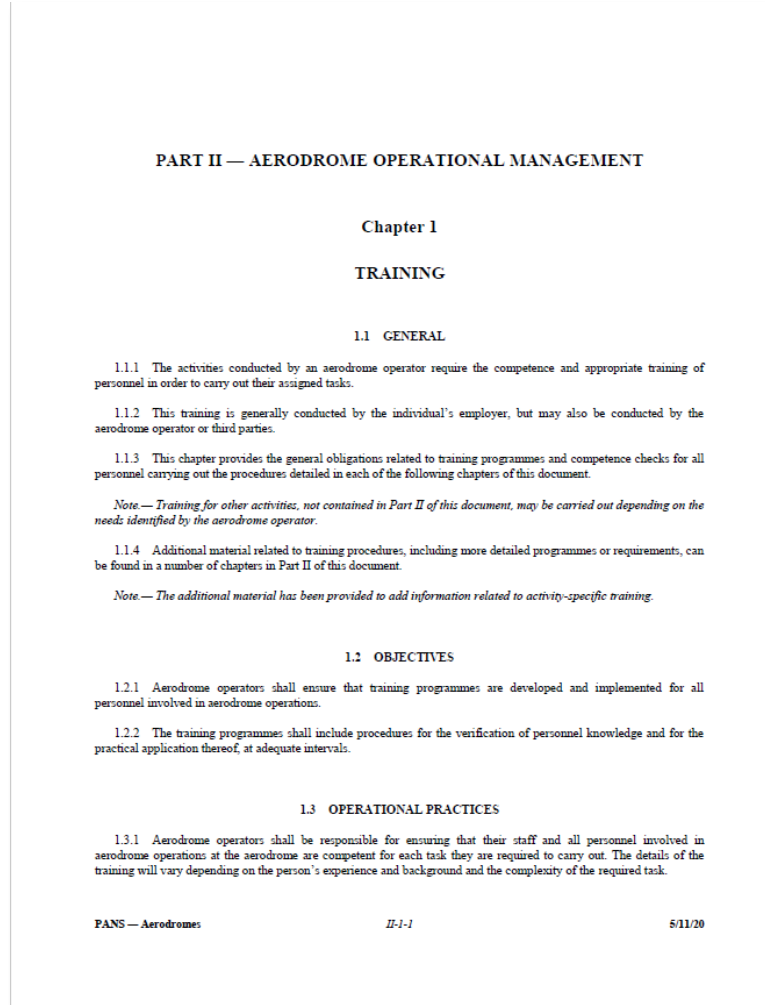 PART II — AERODROME OPERATIONAL MANAGEMENT
Chapter 1
TRAINING
1.1 GENERAL
1.1.1 The activities conducted by an aerodrome operator require the competence and appropriate training of
personnel in order to carry out their assigned tasks.
1.1.2 This training is generally conducted by the individual's employer, but may also be conducted by the
aerodrome operator or third parties.
1.1.3 This chapter provides the general obligations related to training programmes and competence checks for all
personnel carrying out the procedures detailed in each of the following chapters of this document.
Note.— Training for other activities, not contained in Part II of this document, may be carried out depending on the
needs identified by the aerodrome operator.
1.1.4 Additional material related to training procedures, including more detailed programmes or requirements, can
be found in a number of chapters in Part II of this document.
Note.— The additional material has been provided to add information related to activity-specific training.
1.2 OBJECTIVES
1.2.1 Aerodrome operators shall ensure that training programmes are developed and implemented for all
personnel involved in aerodrome operations.
1.2.2 The training programmes shall include procedures for the verification of personnel knowledge and for the
practical application thereof, at adequate intervals.
1.3 OPERATIONAL PRACTICES
1.3.1 Aerodrome operators shall be responsible for ensuring that their staff and all personnel involved in
aerodrome operations at the aerodrome are competent for each task they are required to carry out. The details of the
training will vary depending on the person's experience and background and the complexity of the required task.
PANS — Aerodromes II-1-1 5/11/20